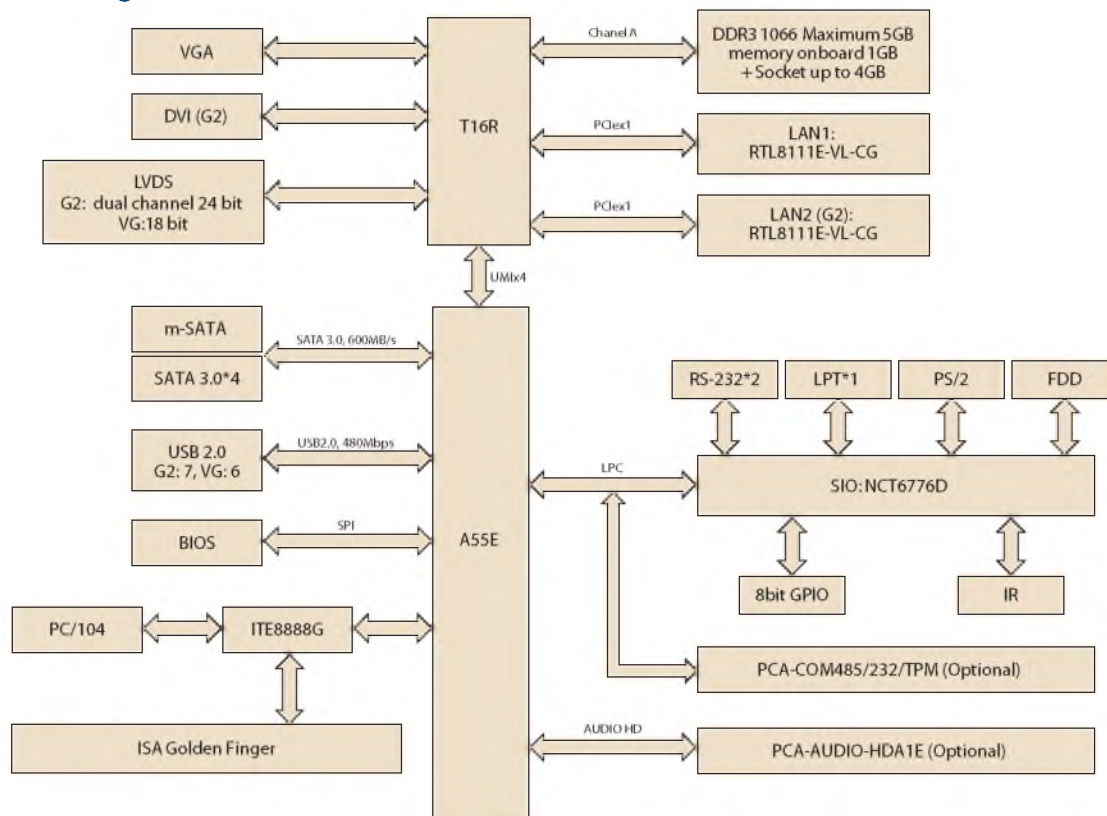 VGA
Chanel A
DDR3 1066 Maximum 5GB
memory onboard 1GB
+ Socket up to 4GB
DVI (G2)
T16R
PCIex1
LAN1:
RTL8111E-VL-CG
LVDS
G2: dual channel 24 bit
VG:18 bit
PCIex1
LAN2 (G2):
RTL8111E-VL-CG
UMIx4
m-SATA
SATA 3.0, 600MB/s
SATA 3.0*4
RS-232*2
LPT*1
PS/2
FDD
USB 2.0
G2: 7, VG: 6
USB2.0, 480Mbps
LPC
SIO: NCT6776D
BIOS
SPI
A55E
8bit GPIO
IR
PC/104
ITE8888G
PCA-COM485/232/TPM (Optional)
ISA Golden Finger
AUDIO HD
PCA-AUDIO-HDA1E (Optional)